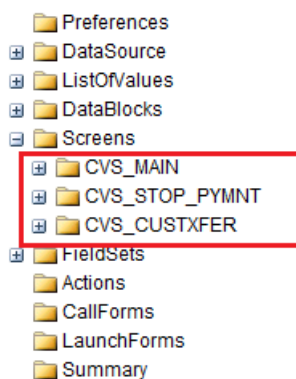 Preferences
DataSource
ListOfValues
DataBlocks
Screens
CVS_MAIN
CVS_STOP_PYMNT
CVS_CUSTXFER
FieldSets
Actions
CallForms
LaunchForms
Summary